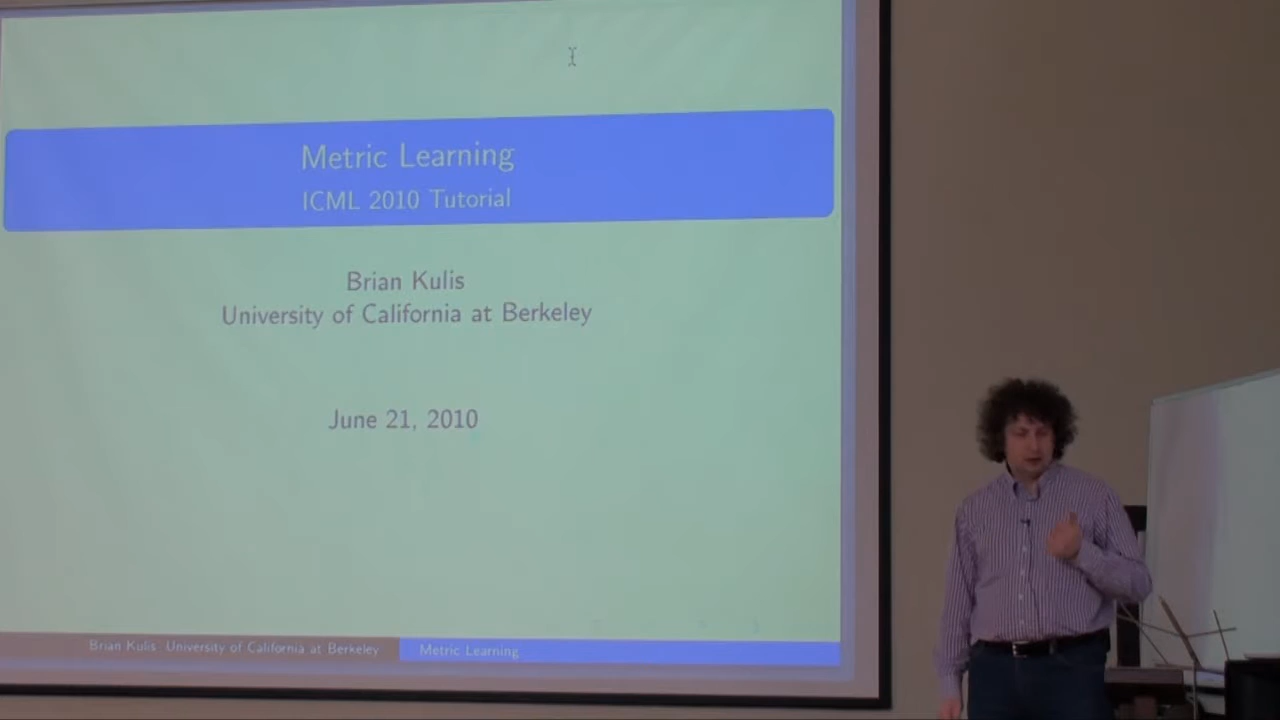 Metric Learning
ICML 2010 Tutorial
Brian Kulis
University of California at Berkeley
June 21, 2010
Brian Kulis University of California at Berkeley
Metric Learning